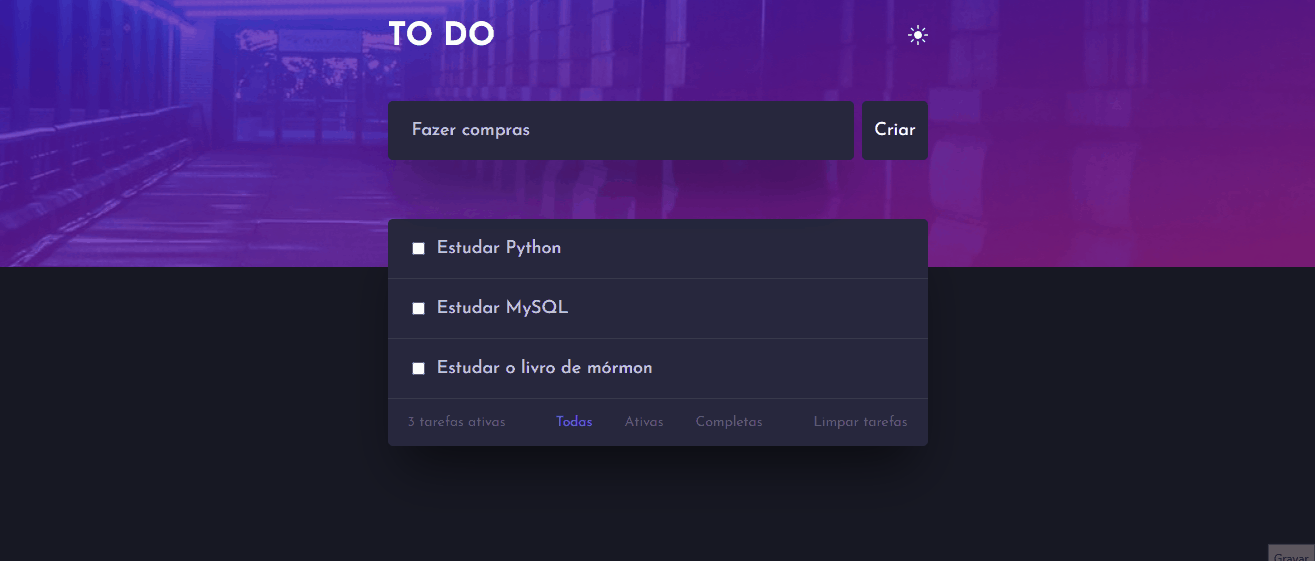 TO DO
Fazer compras
Criar
Estudar Python
Estudar MySQL
Estudar o livro de mórmon
3 tarefas ativas Todas Ativas Completas Limpar tarefas
Gravar